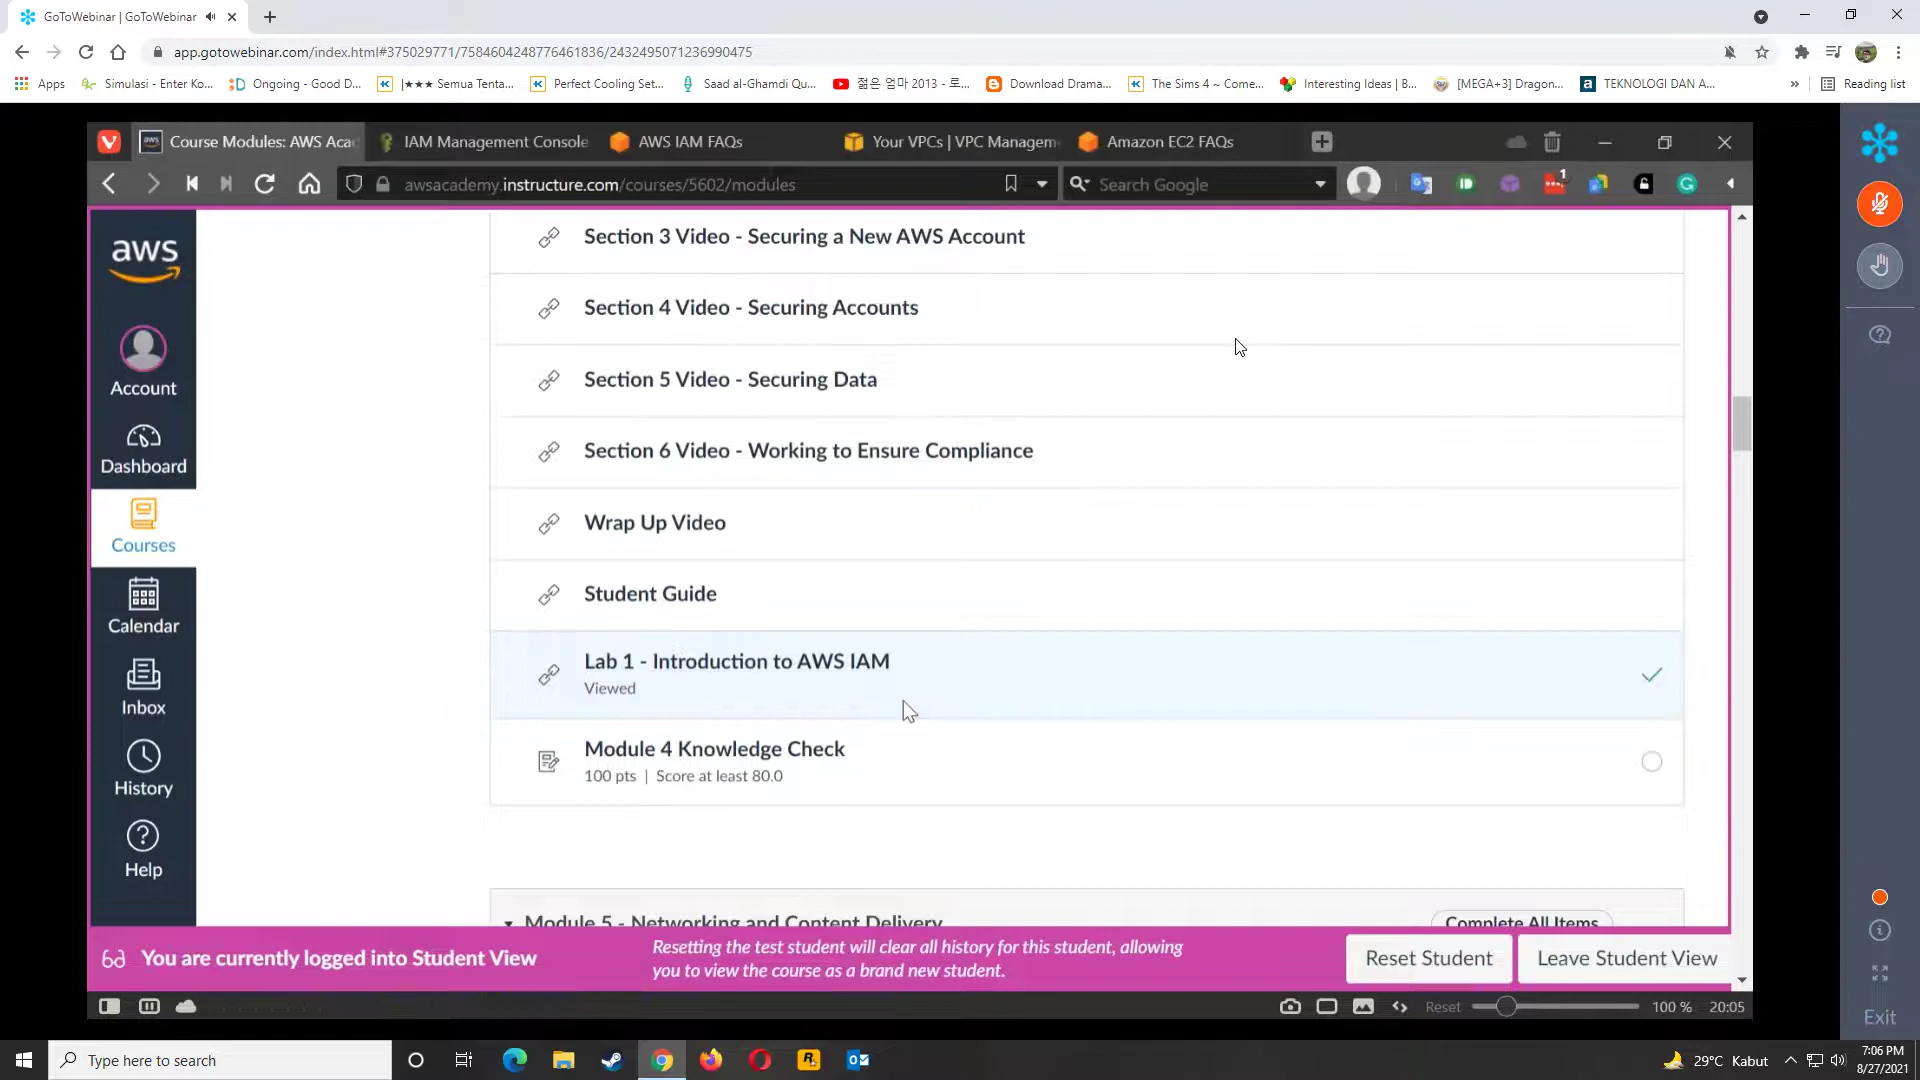 GoToWebinar | GoToWebinar
app.gotowebinar.com/index.html#375029771/7584604248776461836/2432495071236990475
Apps
Simulasi - Enter Ko...
Ongoing - Good D...
|★★★ Semua Tenta...
Perfect Cooling Set...
Saad al-Ghamdi Qu...
젊은 엄마 2013 - 로...
Download Drama...
The Sims 4 ~ Come...
Interesting Ideas | B...
[MEGA+3] Dragon...
TEKNOLOGI DAN A...
»
Reading list
Course Modules: AWS Aca
IAM Management Console
AWS IAM FAQs
Your VPCs | VPC Managem
Amazon EC2 FAQs
awsacademy.instructure.com/courses/5602/modules
Search Google
1
aws
Account
Dashboard
Courses
Calendar
Inbox
History
Help
Section 3 Video - Securing a New AWS Account
Section 4 Video - Securing Accounts
Section 5 Video - Securing Data
Section 6 Video - Working to Ensure Compliance
Wrap Up Video
Student Guide
Lab 1 - Introduction to AWS IAM
Viewed
Module 4 Knowledge Check
100 pts | Score at least 80.0
Module 5 - Networking and Content Delivery
Complete All Items
You are currently logged into Student View
Resetting the test student will clear all history for this student, allowing
you to view the course as a brand new student.
Reset Student
Leave Student View
Reset
100 %
20:05
Exit
Type here to search
29°C Kabut
7:06 PM
8/27/2021